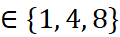 ∈ {1, 4, 8}